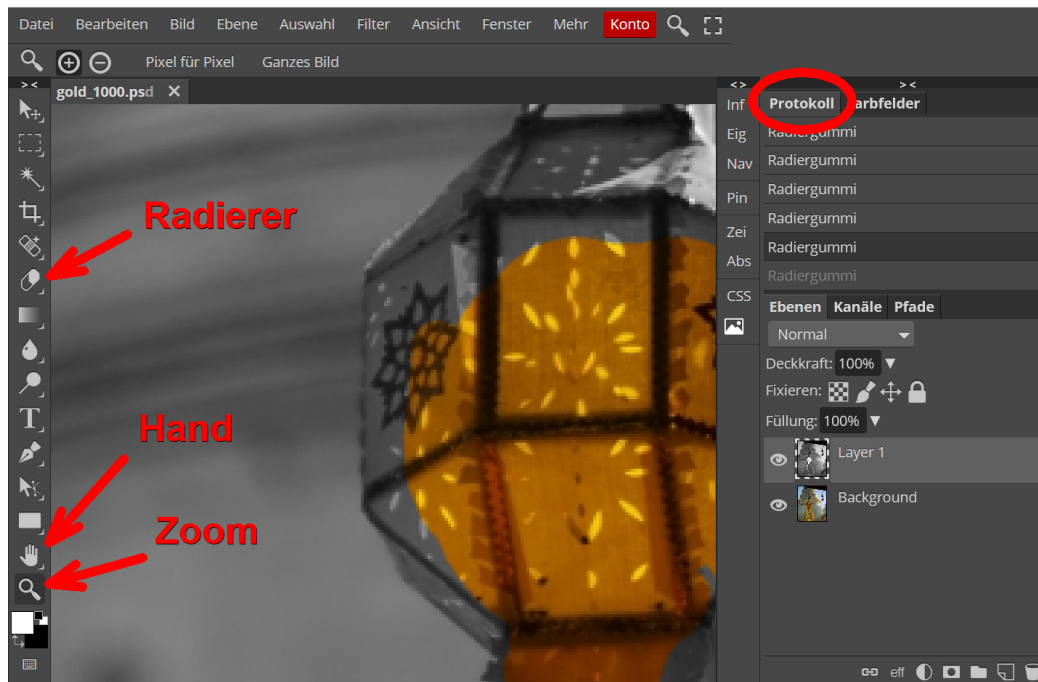 Datei Bearbeiten Bild Ebene Auswahl Filter Ansicht Fenster Mehr Konto
Pixel für Pixel Ganzes Bild
gold_1000.psd
Protokoll arbfelder
Inf
Radiergummi
Eig
Radiergummi
Nav
Radiergummi
Pin
Radiergummi
Zei
Radiergummi
Abs
Radiergummi
CSS
Ebenen Kanäle Pfade
Normal
Deckkraft: 100%
Fixieren:
Füllung: 100%
Layer 1
Background
eff
Radierer
Hand
Zoom